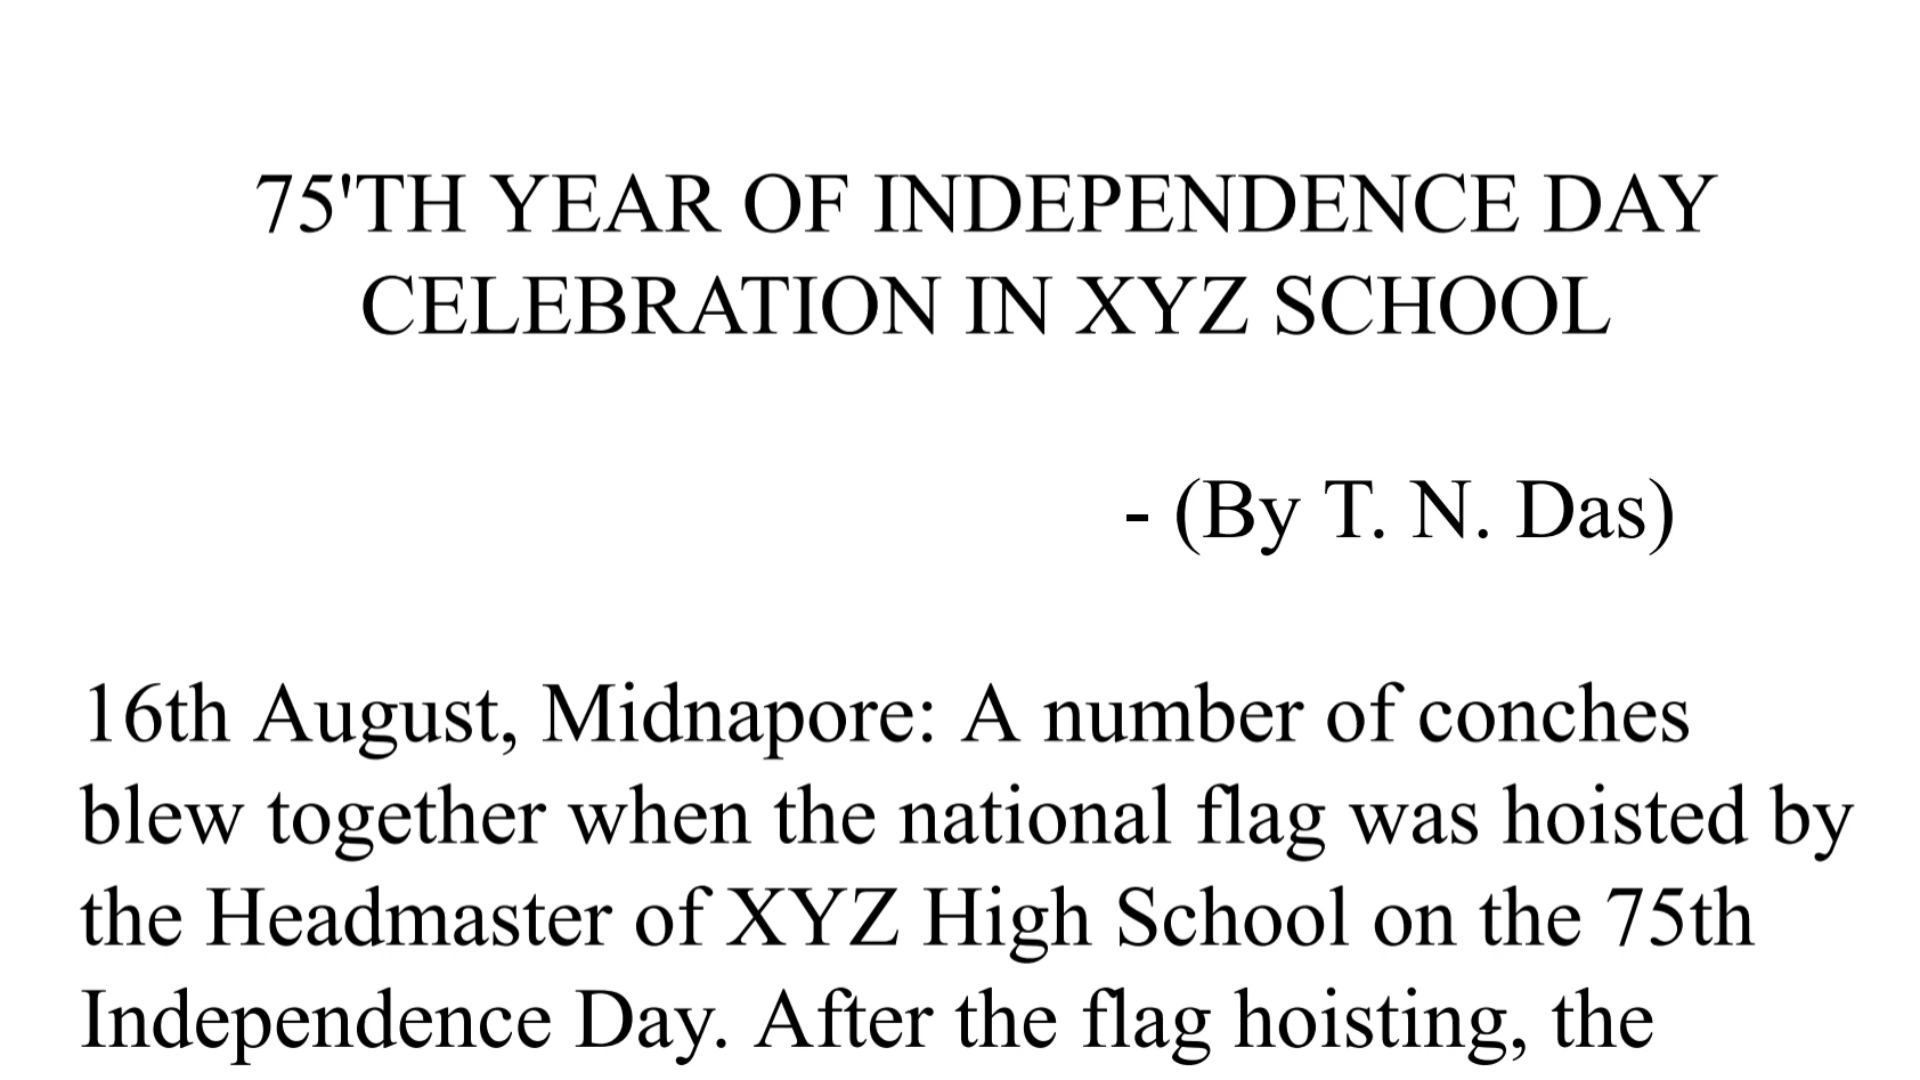 75'TH YEAR OF INDEPENDENCE DAY
CELEBRATION IN XYZ SCHOOL
- (By T. N. Das)
16th August, Midnapore: A number of conches
blew together when the national flag was hoisted by
the Headmaster of XYZ High School on the 75th
Independence Day. After the flag hoisting, the